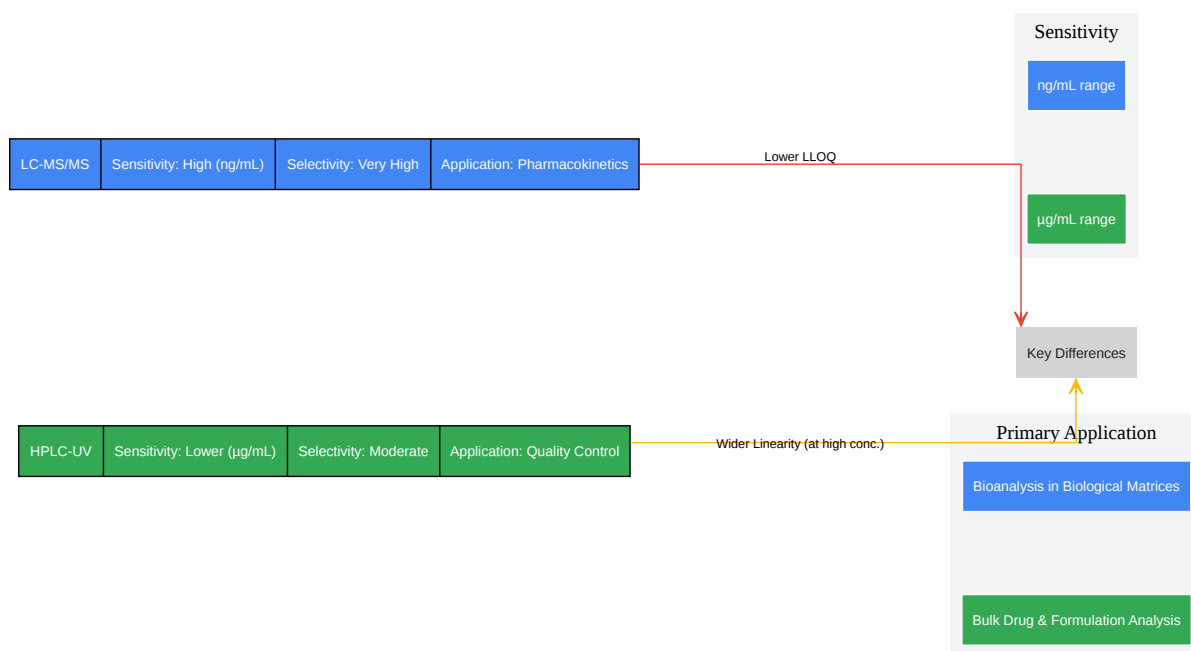 Sensitivity
ng/mL range
LC-MS/MS
Sensitivity: High (ng/mL)
Selectivity: Very High
Application: Pharmacokinetics
Lower LLOQ
µg/mL range
Key Differences
HPLC-UV
Sensitivity: Lower (µg/mL)
Selectivity: Moderate
Application: Quality Control
Wider Linearity (at high conc.)
Primary Application
Bioanalysis in Biological Matrices
Bulk Drug & Formulation Analysis